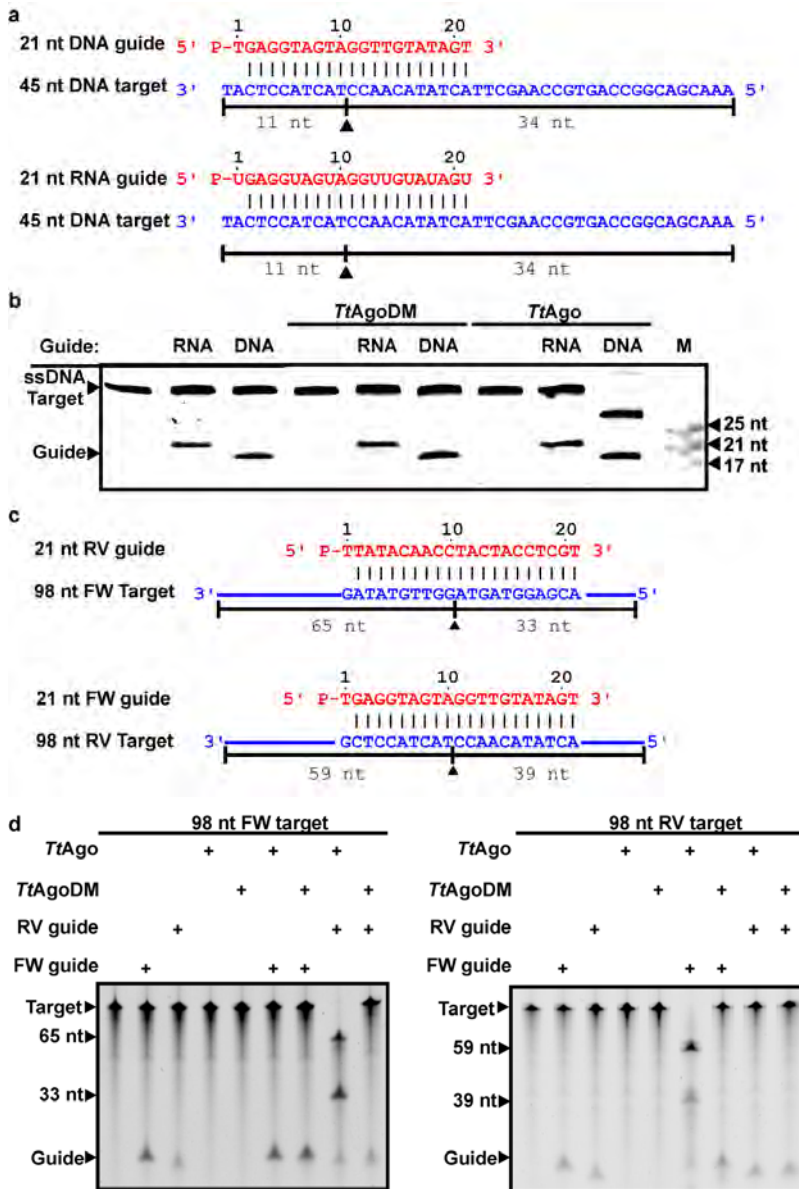 a
1 10 20
21 nt DNA guide 5' P-TGAGGTAGTAGGTTGTATAGT 3'
45 nt DNA target 3' TACTCCATCATCCAACATATCATTCGAACCGTGACCGGCAGCAAA 5'
11 nt 34 nt
1 10 20
21 nt RNA guide 5' P-UGAGGUAGUAGGUUGUAUAGU 3'
45 nt DNA target 3' TACTCCATCATCCAACATATCATTCGAACCGTGACCGGCAGCAAA 5'
11 nt 34 nt
b
TtAgoDM TtAgo
Guide: RNA DNA RNA DNA RNA DNA M
ssDNA
Target
25 nt
Guide 21 nt
17 nt
c
1 10 20
21 nt RV guide 5' P-TTATACAACCTACTACCTCGT 3'
98 nt FW Target 3' GATATGTTGGATGATGGAGCA 5'
65 nt 33 nt
1 10 20
21 nt FW guide 5' P-TGAGGTAGTAGGTTGTATAGT 3'
98 nt RV Target 3' GCTCCATCATCCAACATATCA 5'
59 nt 39 nt
d
98 nt FW target
TtAgo + + +
TtAgoDM + + +
RV guide + + +
FW guide + + +
Target
65 nt
33 nt
Guide
98 nt RV target
TtAgo + + +
TtAgoDM + + +
RV guide + + +
FW guide + + +
Target
59 nt
39 nt
Guide